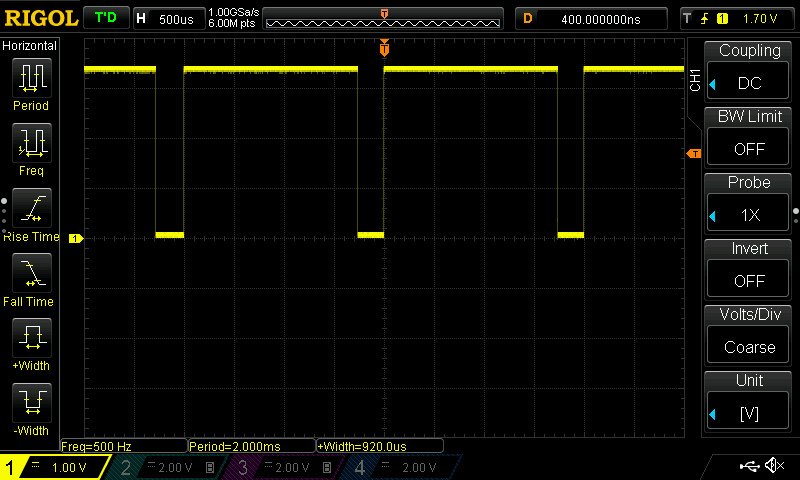 RIGOL T'D H 500us 1.00GSa/s 6.00M pts T D 400.000000ns T 1 1.70 V
Horizontal
Period
Freq
Rise Time
Fall Time
+Width
-Width
T
T
1
CH1
Coupling
DC
BW Limit
OFF
Probe
1X
Invert
OFF
Volts/Div
Coarse
Unit
[V]
Freq=500 Hz Period=2.000ms +Width=920.0us
1 1.00 V 2 2.00 V B 3 2.00 V B 4 2.00 V